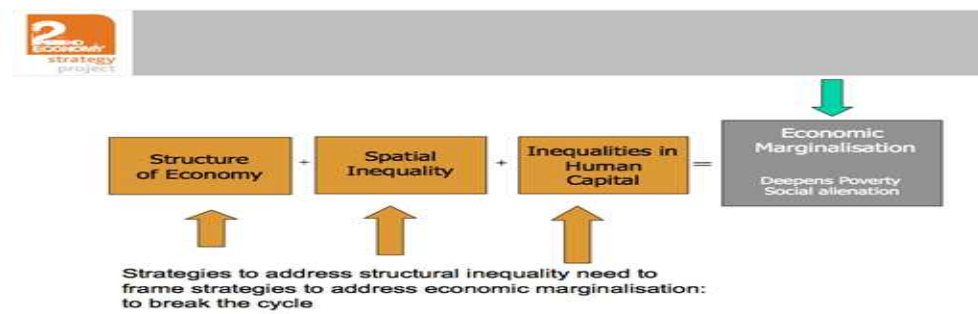 2
ECONOMY
strategy
project
Structure
of Economy
+
Spatial
Inequality
+
Inequalities in
Human
Capital
=
Economic
Marginalisation
Deepens Poverty
Social alienation
Strategies to address structural inequality need to
frame strategies to address economic marginalisation:
to break the cycle